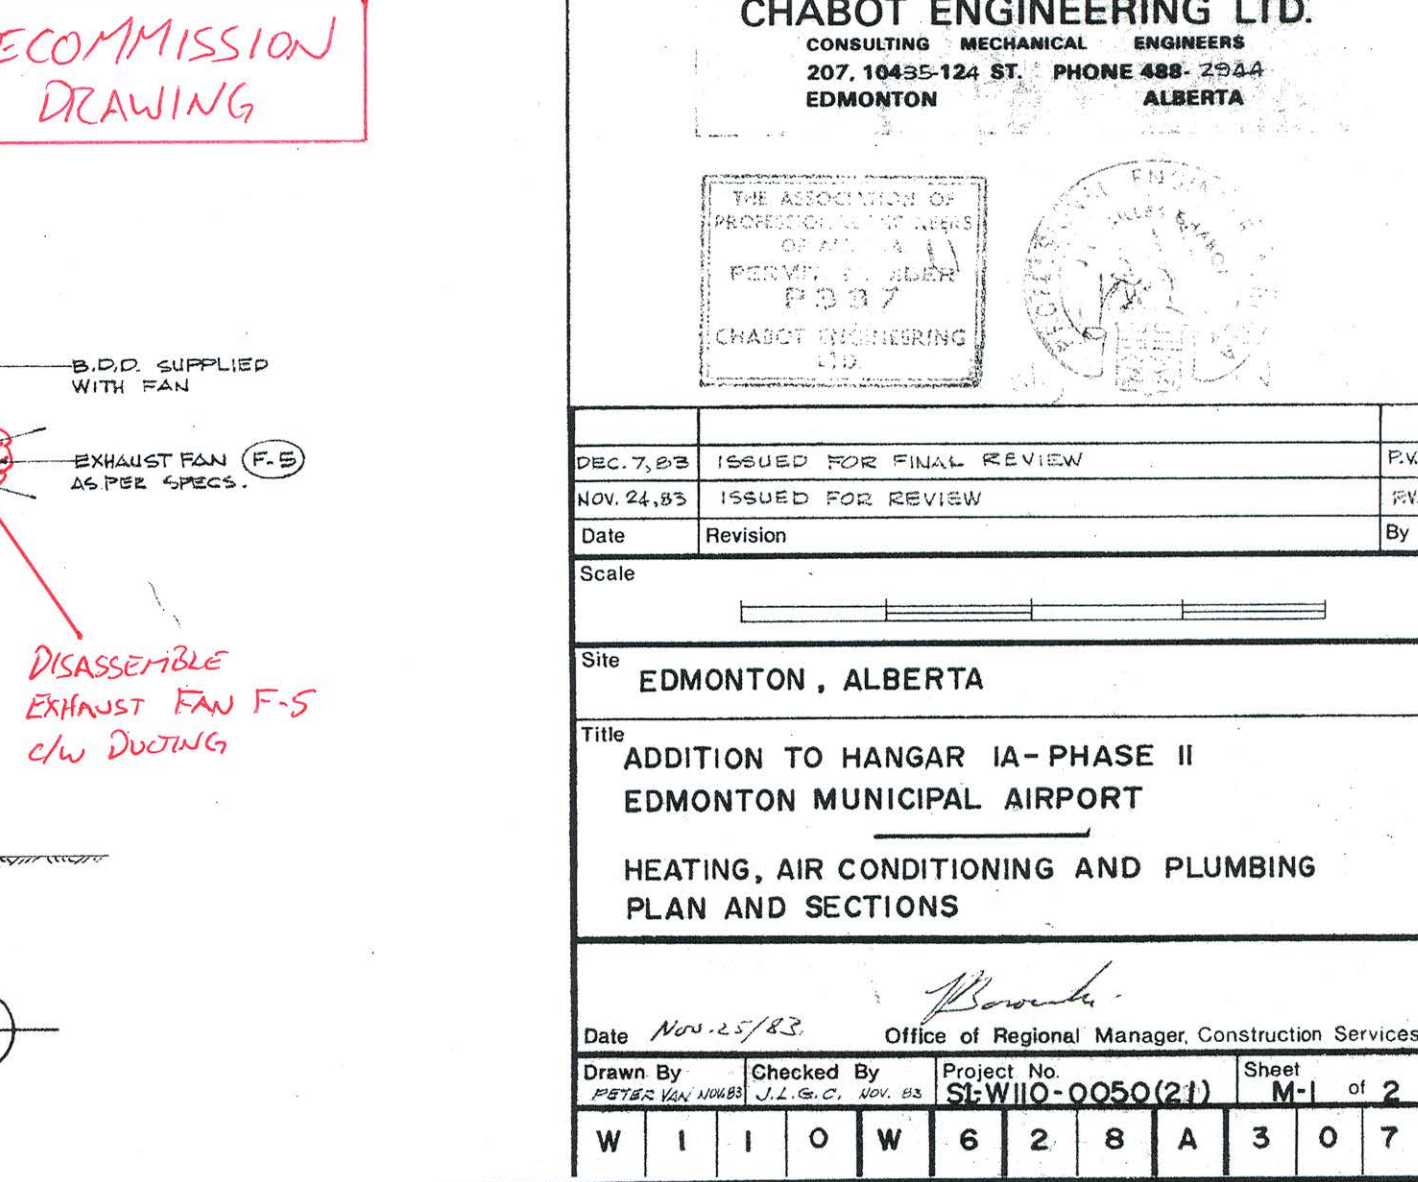 ECOMMISSION
DRAWING
B.D.D. SUPPLIED
WITH FAN
EXHAUST FAN F-5
AS PER SPECS.
DISASSEMBLE
EXHAUST FAN F-5
C/W DUCTING
CHABOT ENGINEERING LTD.
CONSULTING MECHANICAL ENGINEERS
207, 10435-124 ST. PHONE 488-2944
EDMONTON ALBERTA
THE ASSOCIATION OF
PROFESSIONAL ENGINEERS
OF
P337
CHABOT ENGINEERING
LTD.
DEC. 7, 83 ISSUED FOR FINAL REVIEW P.V.
NOV. 24, 83 ISSUED FOR REVIEW P.V.
Date Revision By
Scale
Site
EDMONTON, ALBERTA
Title
ADDITION TO HANGAR 1A-PHASE II
EDMONTON MUNICIPAL AIRPORT
HEATING, AIR CONDITIONING AND PLUMBING
PLAN AND SECTIONS
Date Nov. 25/83. Office of Regional Manager, Construction Services
Drawn By Checked By Project No. Sheet
PETER VAN NOV.83 J.L.G.C. NOV. 83 SI-W110-0050(21) M-1 of 2
W 1 1 0 W 6 2 8 A 3 0 7